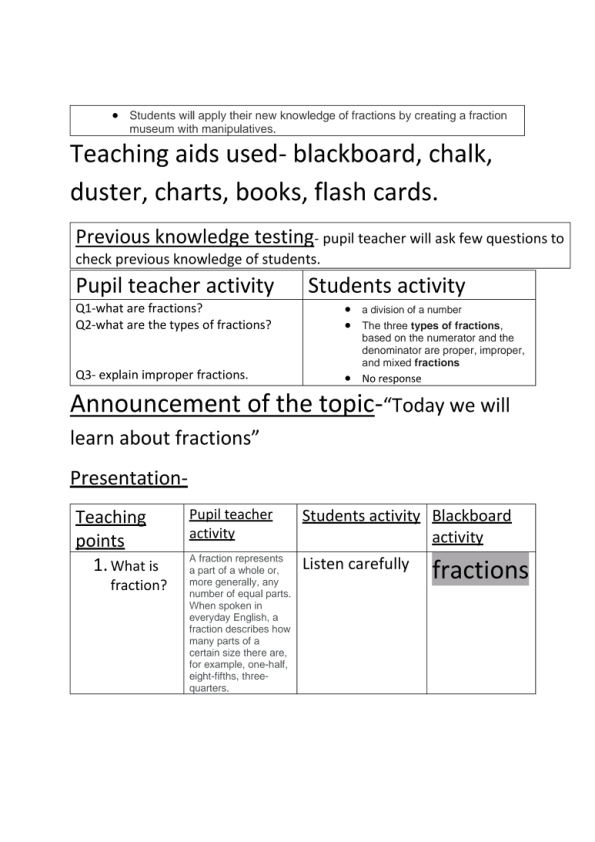 ● Students will apply their new knowledge of fractions by creating a fraction
museum with manipulatives.
Teaching aids used- blackboard, chalk,
duster, charts, books, flash cards.
Previous knowledge testing- pupil teacher will ask few questions to
check previous knowledge of students.
Pupil teacher activity
Students activity
Q1-what are fractions?
Q2-what are the types of fractions?
Q3- explain improper fractions.
● a division of a number
● The three types of fractions,
based on the numerator and the
denominator are proper, improper,
and mixed fractions
● No response
Announcement of the topic-“Today we will
learn about fractions”
Presentation-
Teaching
points
Pupil teacher
activity
Students activity
Blackboard
activity
1. What is
fraction?
A fraction represents
a part of a whole or,
more generally, any
number of equal parts.
When spoken in
everyday English, a
fraction describes how
many parts of a
certain size there are,
for example, one-half,
eight-fifths, three-
quarters.
Listen carefully
fractions